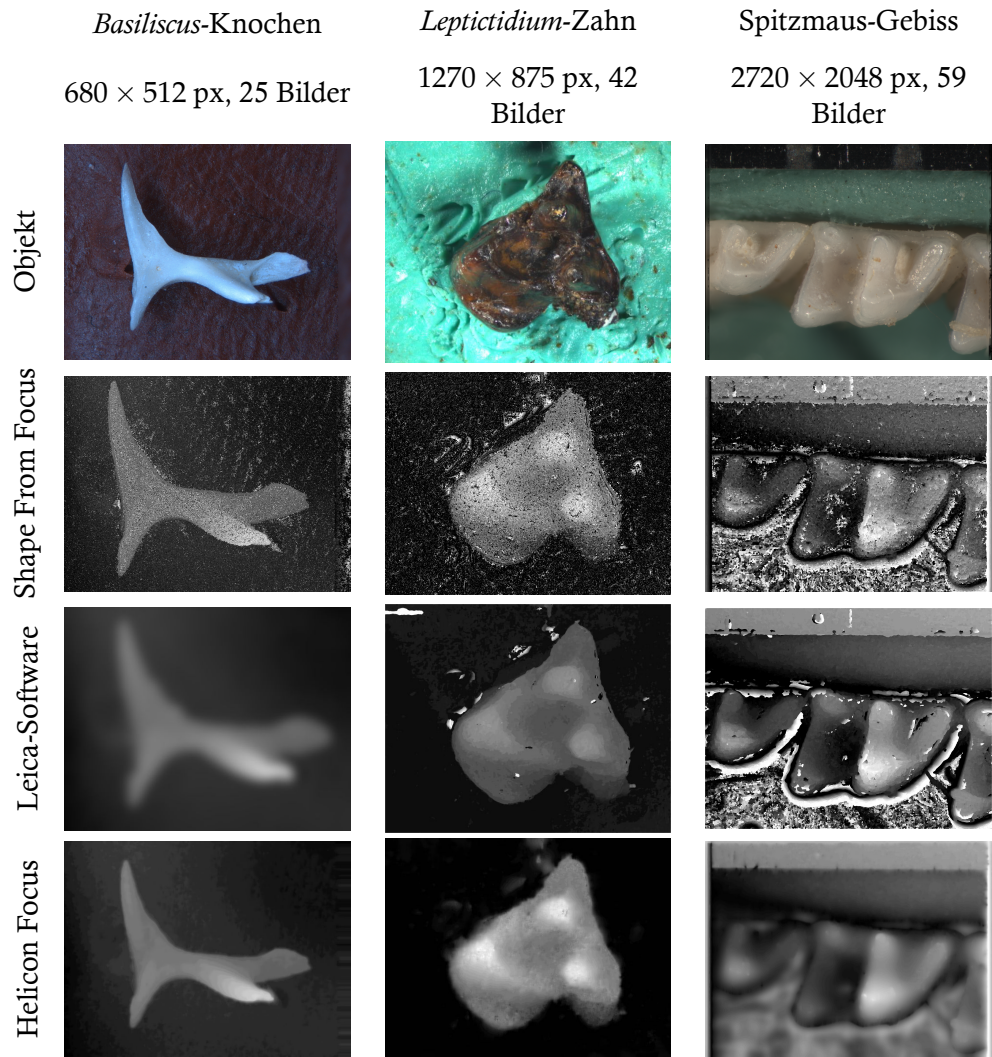 Basiliscus-Knochen
Leptictidium-Zahn
Spitzmaus-Gebiss
680 × 512 px, 25 Bilder
1270 × 875 px, 42
Bilder
2720 × 2048 px, 59
Bilder
Objekt
Shape From Focus
Leica-Software
Helicon Focus